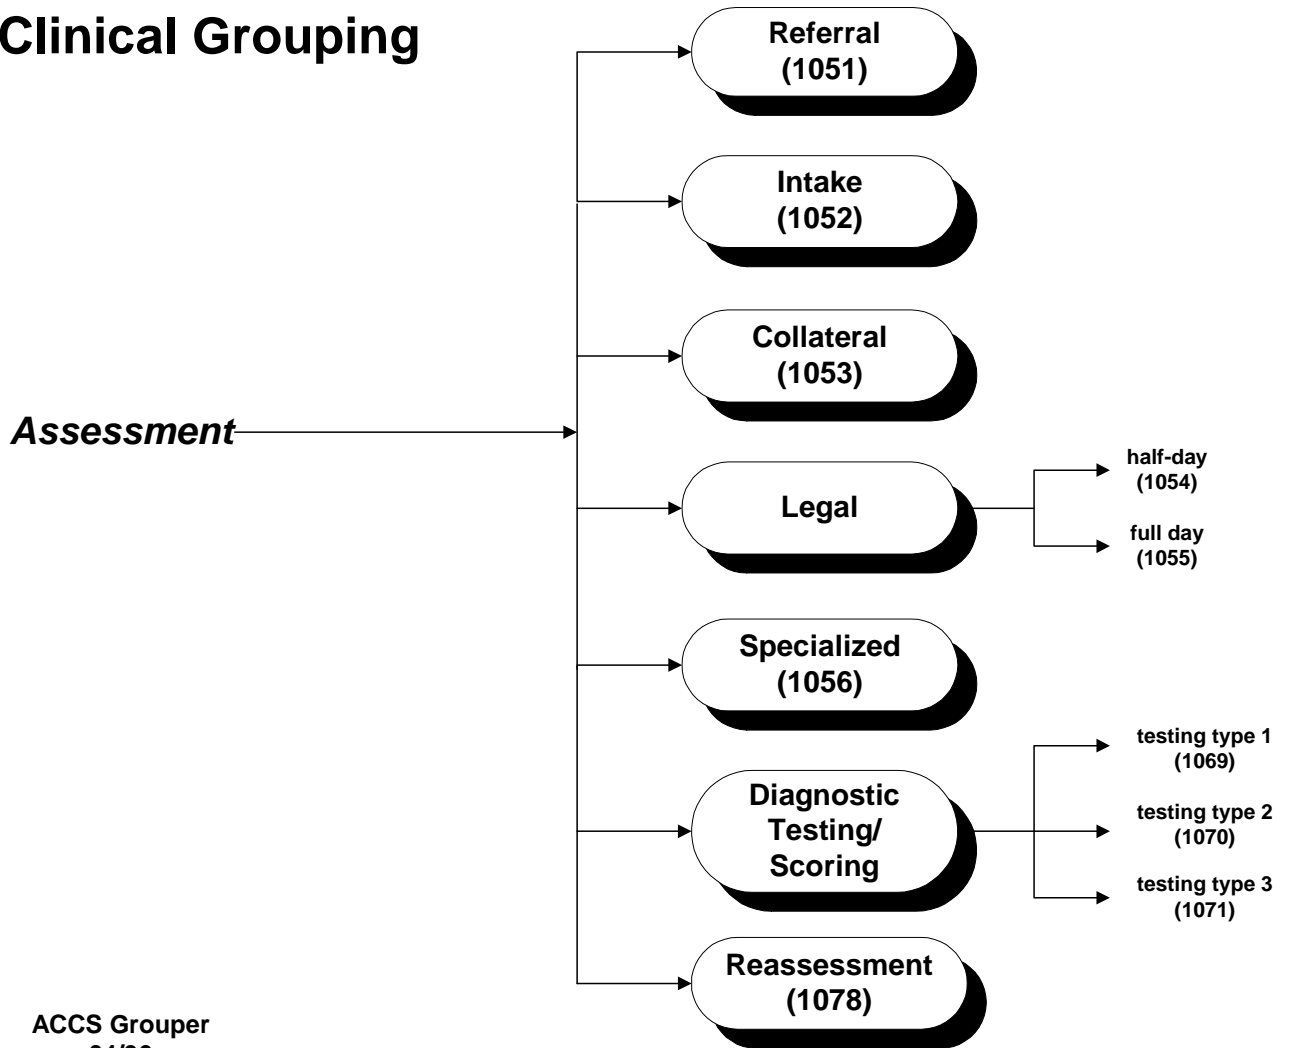 Clinical Grouping
Referral
(1051)
Intake
(1052)
Collateral
(1053)
Assessment
Legal
half-day
(1054)
full day
(1055)
Specialized
(1056)
Diagnostic
Testing/
Scoring
testing type 1
(1069)
testing type 2
(1070)
testing type 3
(1071)
Reassessment
(1078)
ACCS Grouper